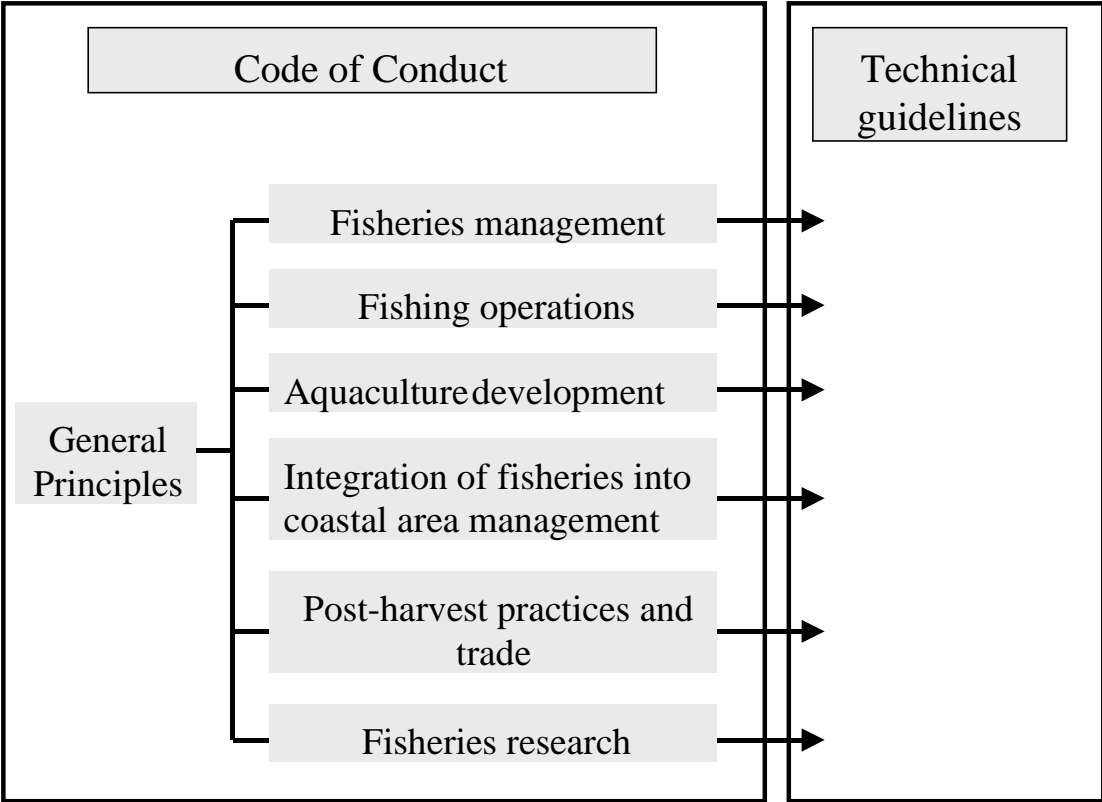 Code of Conduct
Technical
guidelines
Fisheries management
Fishing operations
Aquaculture development
General
Principles
Integration of fisheries into
coastal area management
Post-harvest practices and
trade
Fisheries research